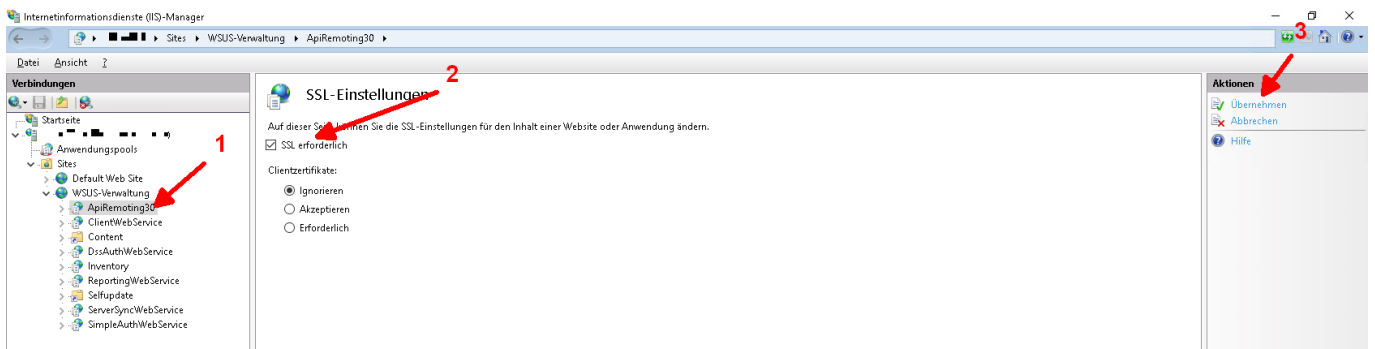 Internetinformationsdienste (IIS)-Manager
Sites WSUS-Verwaltung ApiRemoting30
3
Datei Ansicht ?
Verbindungen
Startseite
Anwendungspools
Sites
Default Web Site
WSUS-Verwaltung
ApiRemoting30
ClientWebService
Content
DssAuthWebService
Inventory
ReportingWebService
Selfupdate
ServerSyncWebService
SimpleAuthWebService
1
2
SSL-Einstellungen
Auf dieser Seite können Sie die SSL-Einstellungen für den Inhalt einer Website oder Anwendung ändern.
SSL erforderlich
Clientzertifikate:
Ignorieren
Akzeptieren
Erforderlich
Aktionen
Übernehmen
Abbrechen
Hilfe